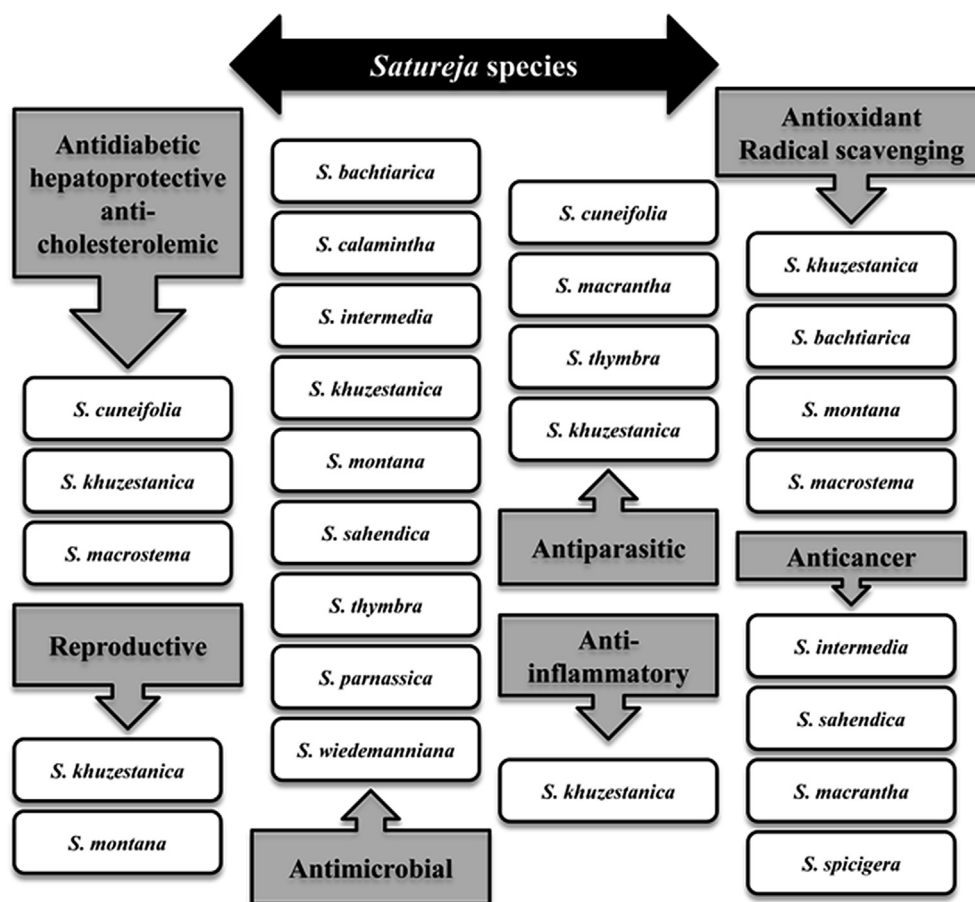 Satureja species
Antidiabetic
hepatoprotective
anti-
cholesterolemic
S. cuneifolia
S. khuzestanica
S. macrostema
Reproductive
S. khuzestanica
S. montana
S. bachtiarica
S. calamintha
S. intermedia
S. khuzestanica
S. montana
S. sahendica
S. thymbra
S. parnassica
S. wiedemanniana
Antimicrobial
S. cuneifolia
S. macrantha
S. thymbra
S. khuzestanica
Antiparasitic
Anti-
inflammatory
S. khuzestanica
Antioxidant
Radical scavenging
S. khuzestanica
S. bachtiarica
S. montana
S. macrostema
Anticancer
S. intermedia
S. sahendica
S. macrantha
S. spicigera